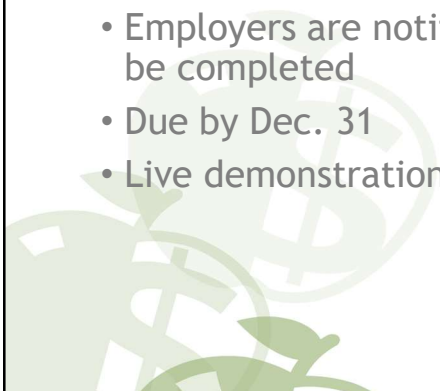 • Employers are noti
be completed
• Due by Dec. 31
• Live demonstration